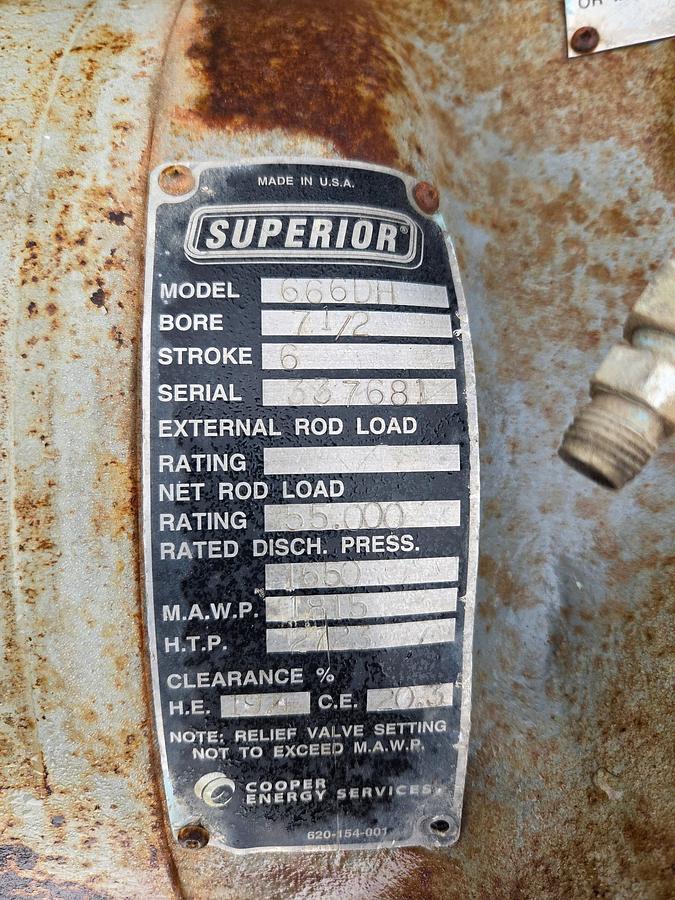 OR
MADE IN U.S.A.
SUPERIOR®
MODEL 666DH
BORE 7 1/2
STROKE 6
SERIAL 337681
EXTERNAL ROD LOAD
RATING
NET ROD LOAD
RATING 55,000
RATED DISCH. PRESS.
1650
M.A.W.P. 1815
H.T.P.
CLEARANCE %
H.E. C.E. 20.3
NOTE: RELIEF VALVE SETTING
NOT TO EXCEED M.A.W.P.
COOPER
ENERGY SERVICES
620-154-001